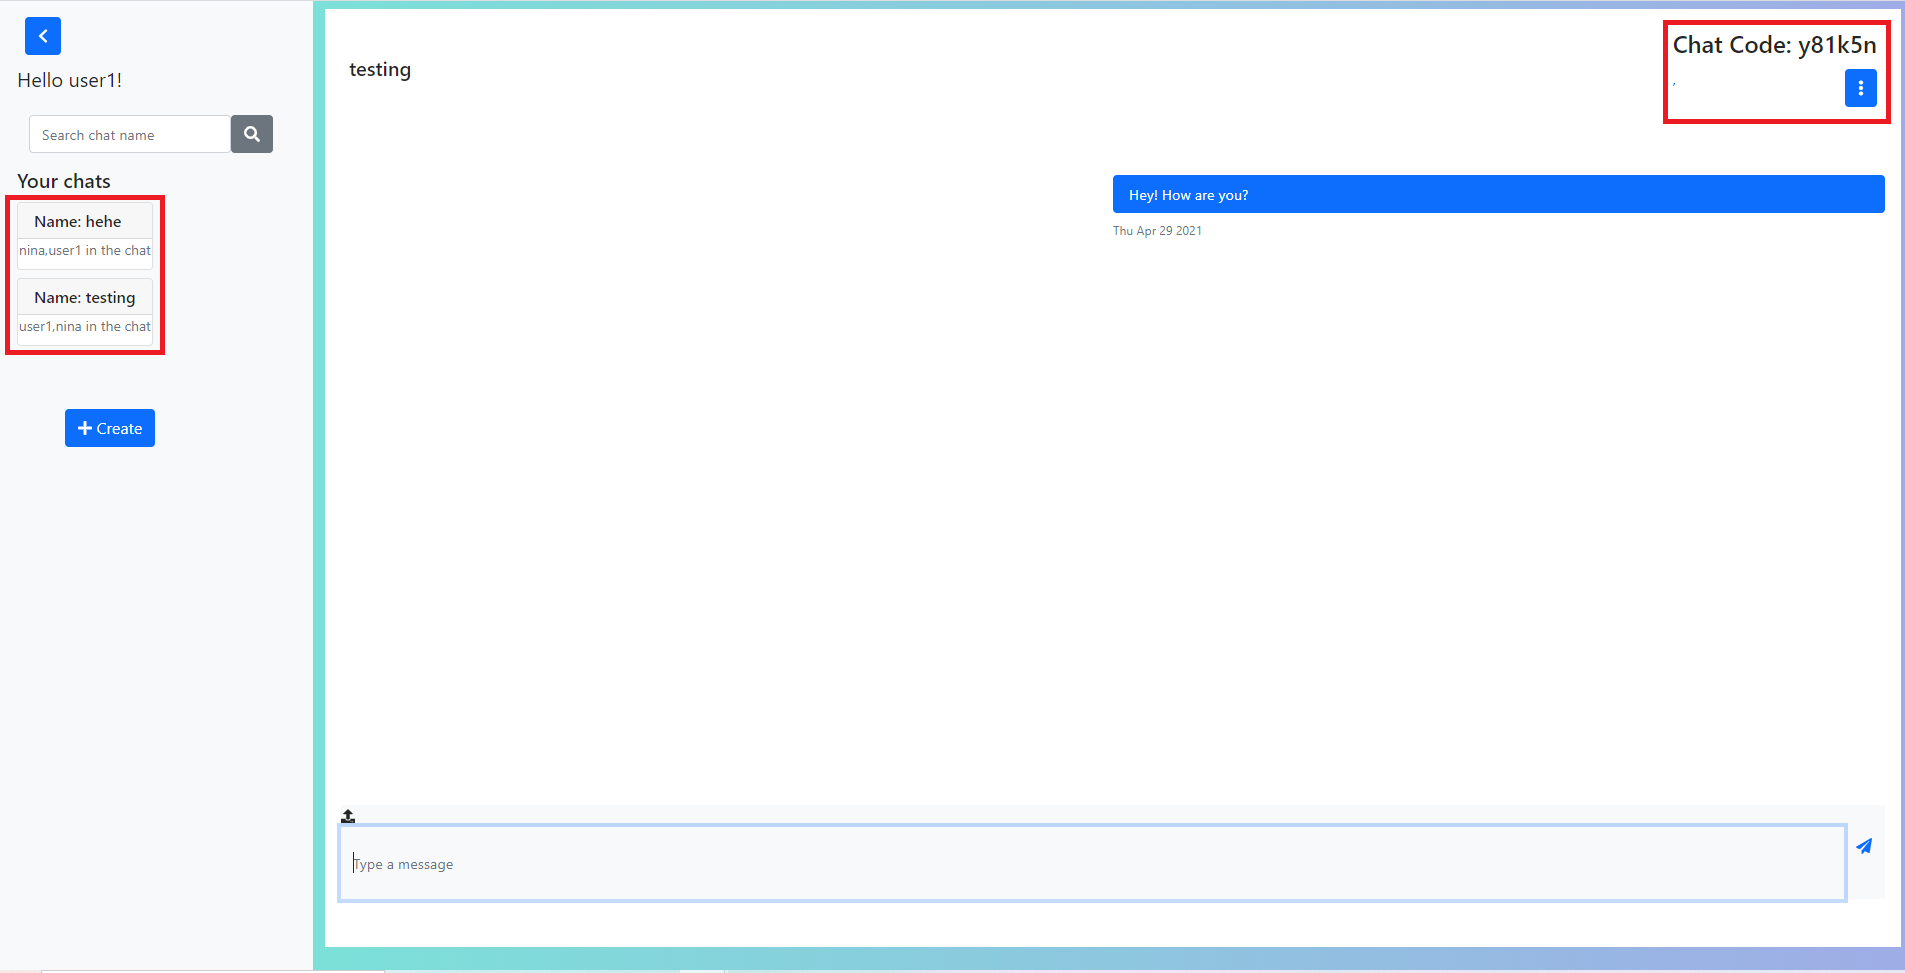 Hello user1!
Search chat name
Your chats
Name: hehe
nina,user1 in the chat
Name: testing
user1,nina in the chat
Create
testing
Chat Code: y81k5n
,
Hey! How are you?
Thu Apr 29 2021
Type a message